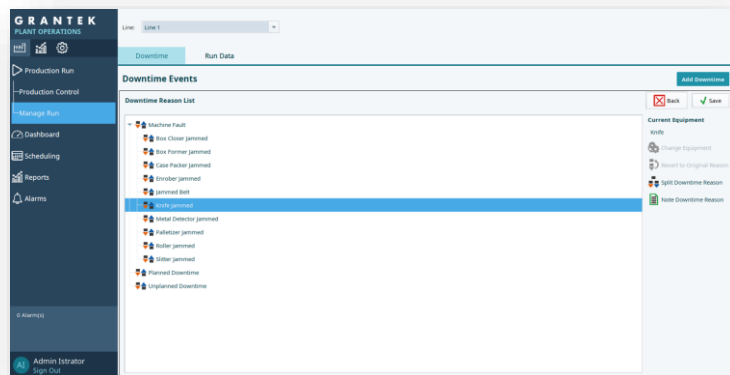 GRANTEK
PLANT OPERATIONS
Production Run
Production Control
Manage Run
Dashboard
Scheduling
Reports
Alarms
0 Alarm(s)
AI
Admin Istrator
Sign Out
Line: Line 1
Downtime Run Data
Downtime Events
Add Downtime
Downtime Reason List
Back Save
Machine Fault
Box Closer Jammed
Box Former Jammed
Case Packer Jammed
Enrober Jammed
Jammed Belt
Knife Jammed
Metal Detector Jammed
Palletizer Jammed
Roller Jammed
Slitter Jammed
Planned Downtime
Unplanned Downtime
Current Equipment
Knife
Change Equipment
Revert to Original Reason
Split Downtime Reason
Note Downtime Reason